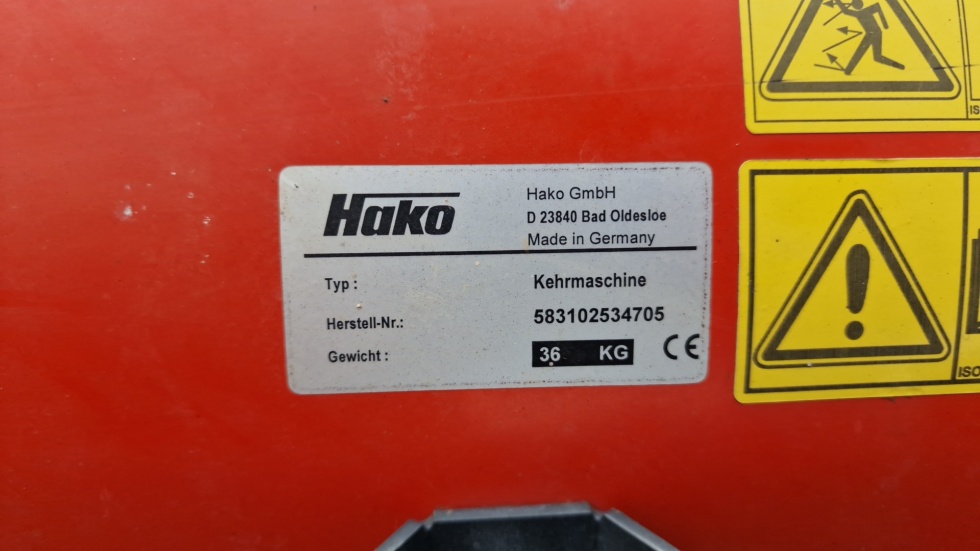 Hako
Hako GmbH
D 23840 Bad Oldesloe
Made in Germany
Typ : Kehrmaschine
Herstell-Nr.: 583102534705
Gewicht : 36 KG CE
IS
ISO